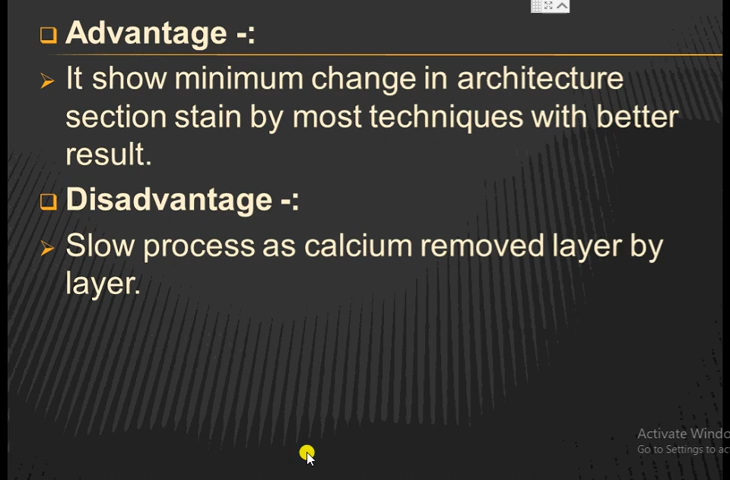 Advantage -:
It show minimum change in architecture
section stain by most techniques with better
result.
Disadvantage -:
Slow process as calcium removed layer by
layer.
Activate Windo
Go to Settings to ac